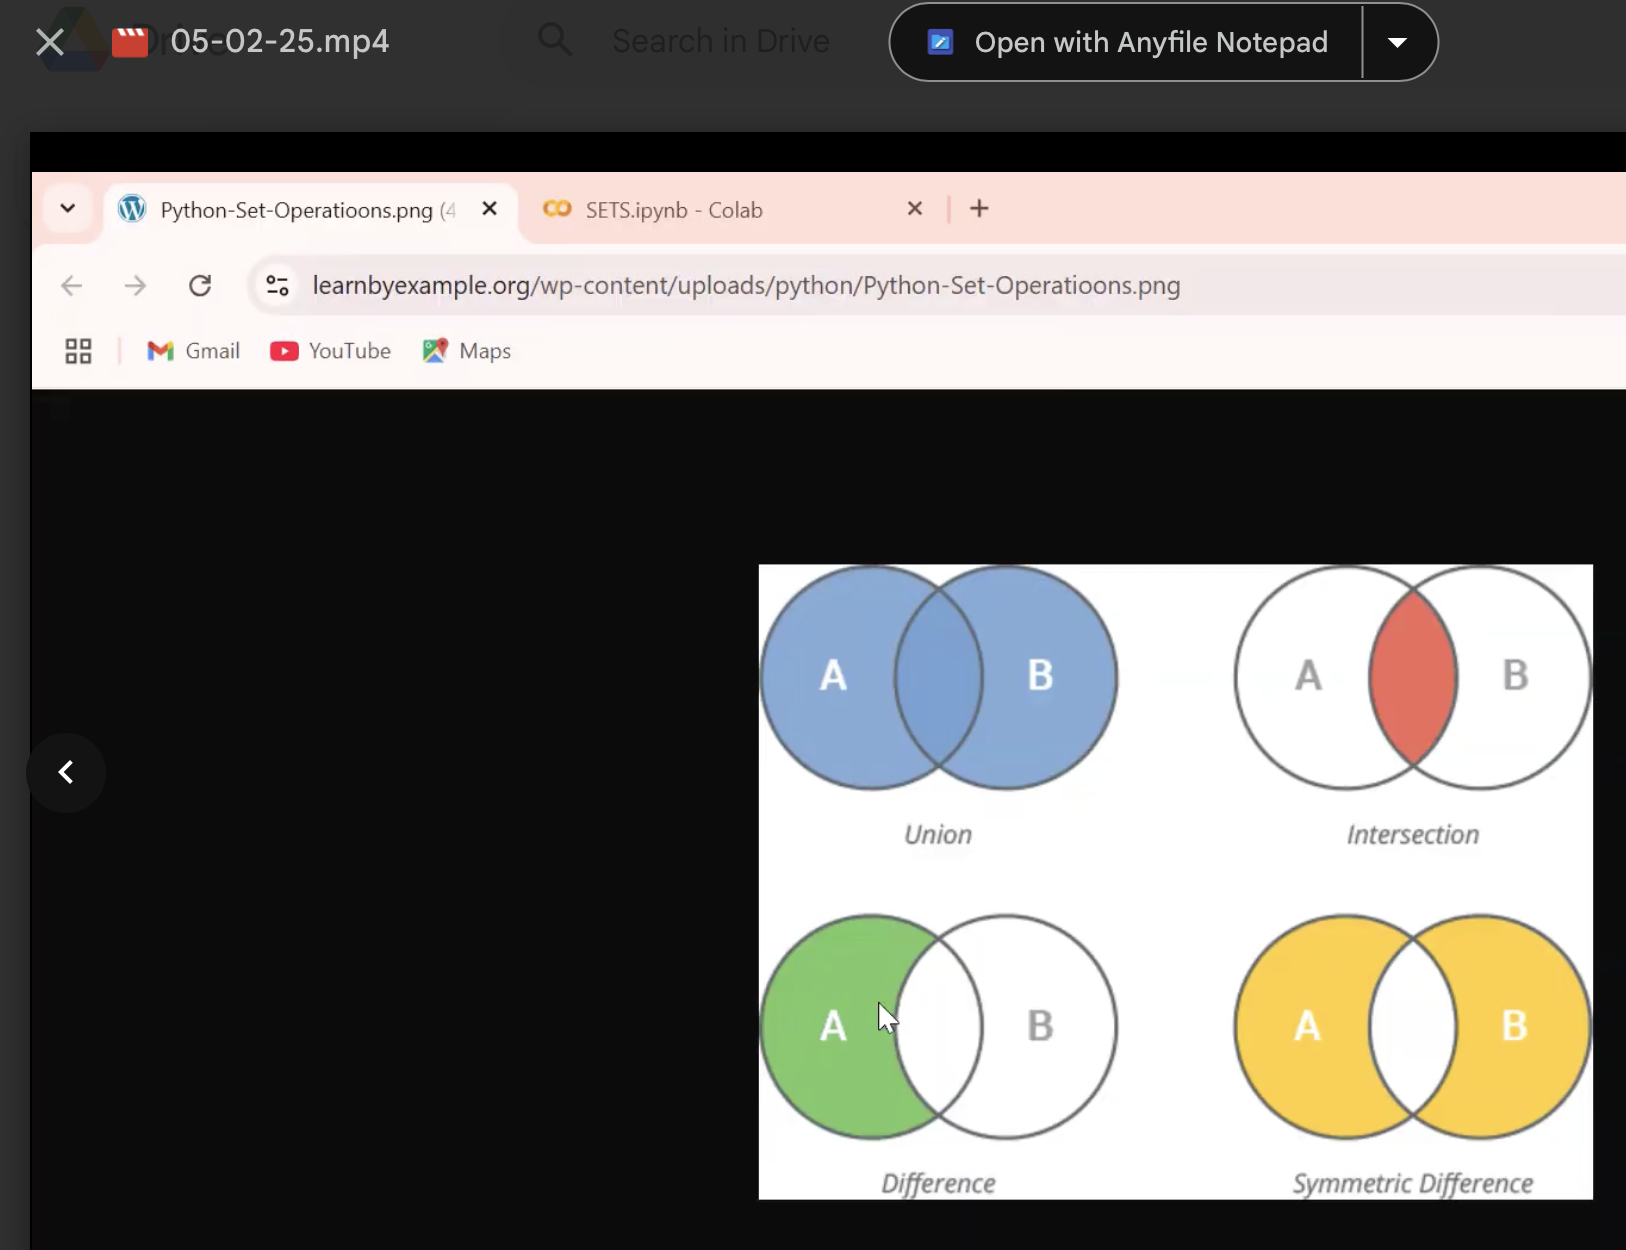 05-02-25.mp4
Search in Drive
Open with Anyfile Notepad
Python-Set-Operatioons.png (4
SETS.ipynb - Colab
learnbyexample.org/wp-content/uploads/python/Python-Set-Operatioons.png
Gmail
YouTube
Maps
A B
A B
Union
Intersection
A B
A B
Difference
Symmetric Difference